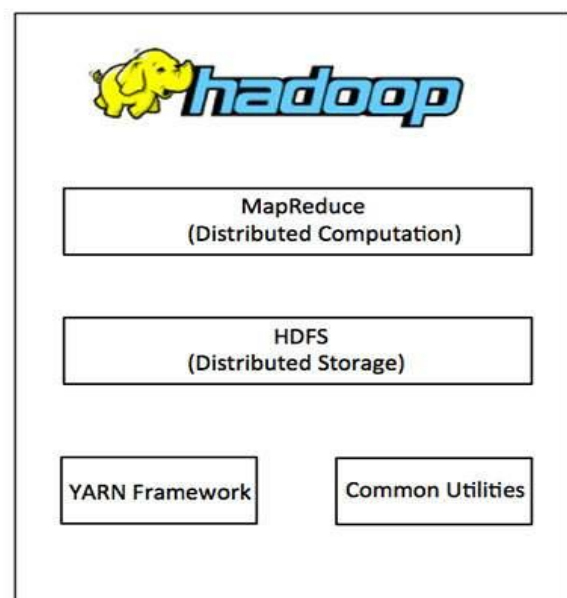 hadoop
MapReduce
(Distributed Computation)
HDFS
(Distributed Storage)
YARN Framework
Common Utilities